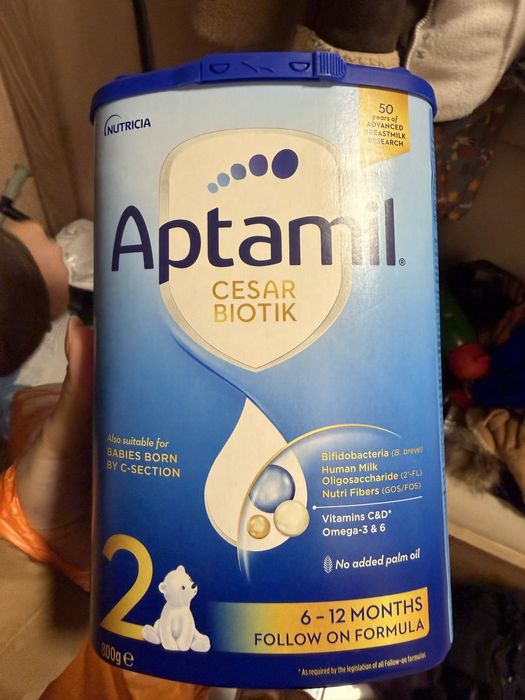 NUTRICIA
50
years of
ADVANCED
BREASTMILK
RESEARCH
Aptamil®
CESAR
BIOTIK
Also suitable for
BABIES BORN
BY C-SECTION
Bifidobacteria (B. breve)
Human Milk
Oligosaccharide (2'-FL)
Nutri Fibers (GOS/FOS)
Vitamins C&D*
Omega-3 & 6
No added palm oil
2
6 – 12 MONTHS
FOLLOW ON FORMULA
800g e
* As required by the legislation of all Follow-on formulas